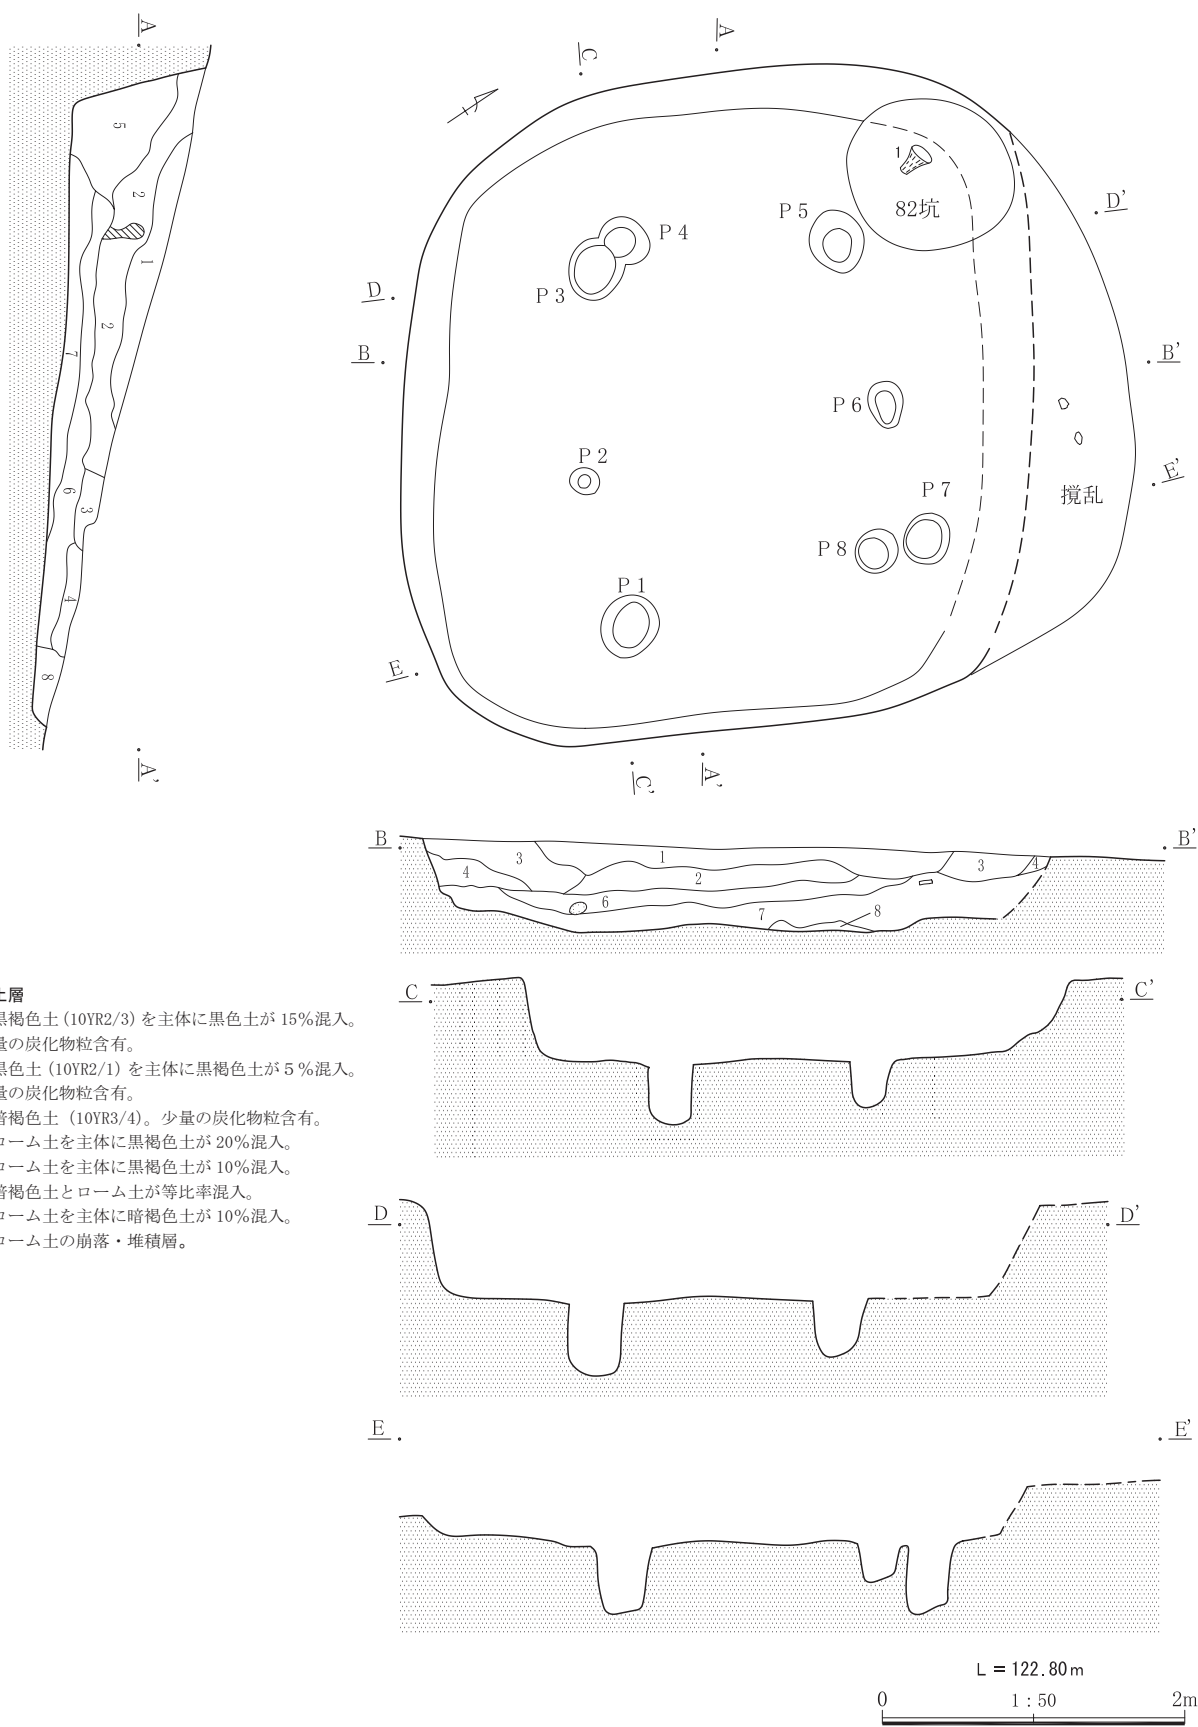 A
C
A
5
1
82坑
D'
P 5
2
P 4
P 3
1
D
B
B'
2
7
P 6
P 2
E'
6
P 7
撹乱
3
P 8
P 1
4
E
8
A'
C'
A'
B
B'
3
1
4
2
3
4
6
7
8
C
C'
土層
黒褐色土 (10YR2/3) を主体に黒色土が 15%混入。
量の炭化物粒含有。
黒色土 (10YR2/1) を主体に黒褐色土が５%混入。
量の炭化物粒含有。
暗褐色土 (10YR3/4)。少量の炭化物粒含有。
ローム土を主体に黒褐色土が 20%混入。
ローム土を主体に黒褐色土が 10%混入。
暗褐色土とローム土が等比率混入。
ローム土を主体に暗褐色土が 10%混入。
ローム土の崩落・堆積層。
D
D'
E
E'
L = 122.80m
0
1 : 50
2m